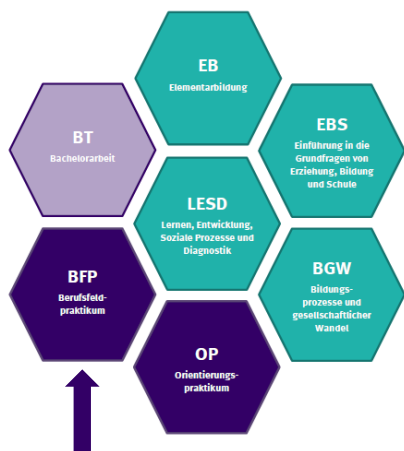 EB
Elementarbildung
BT
Bachelorarbeit
EBS
Einführung in die
Grundfragen von
Erziehung, Bildung
und Schule
LESD
Lernen, Entwicklung,
Soziale Prozesse und
Diagnostik
BFP
Berufsfeld-
praktikum
BGW
Bildungs-
prozesse und
gesellschaftlicher
Wandel
OP
Orientierungs-
praktikum